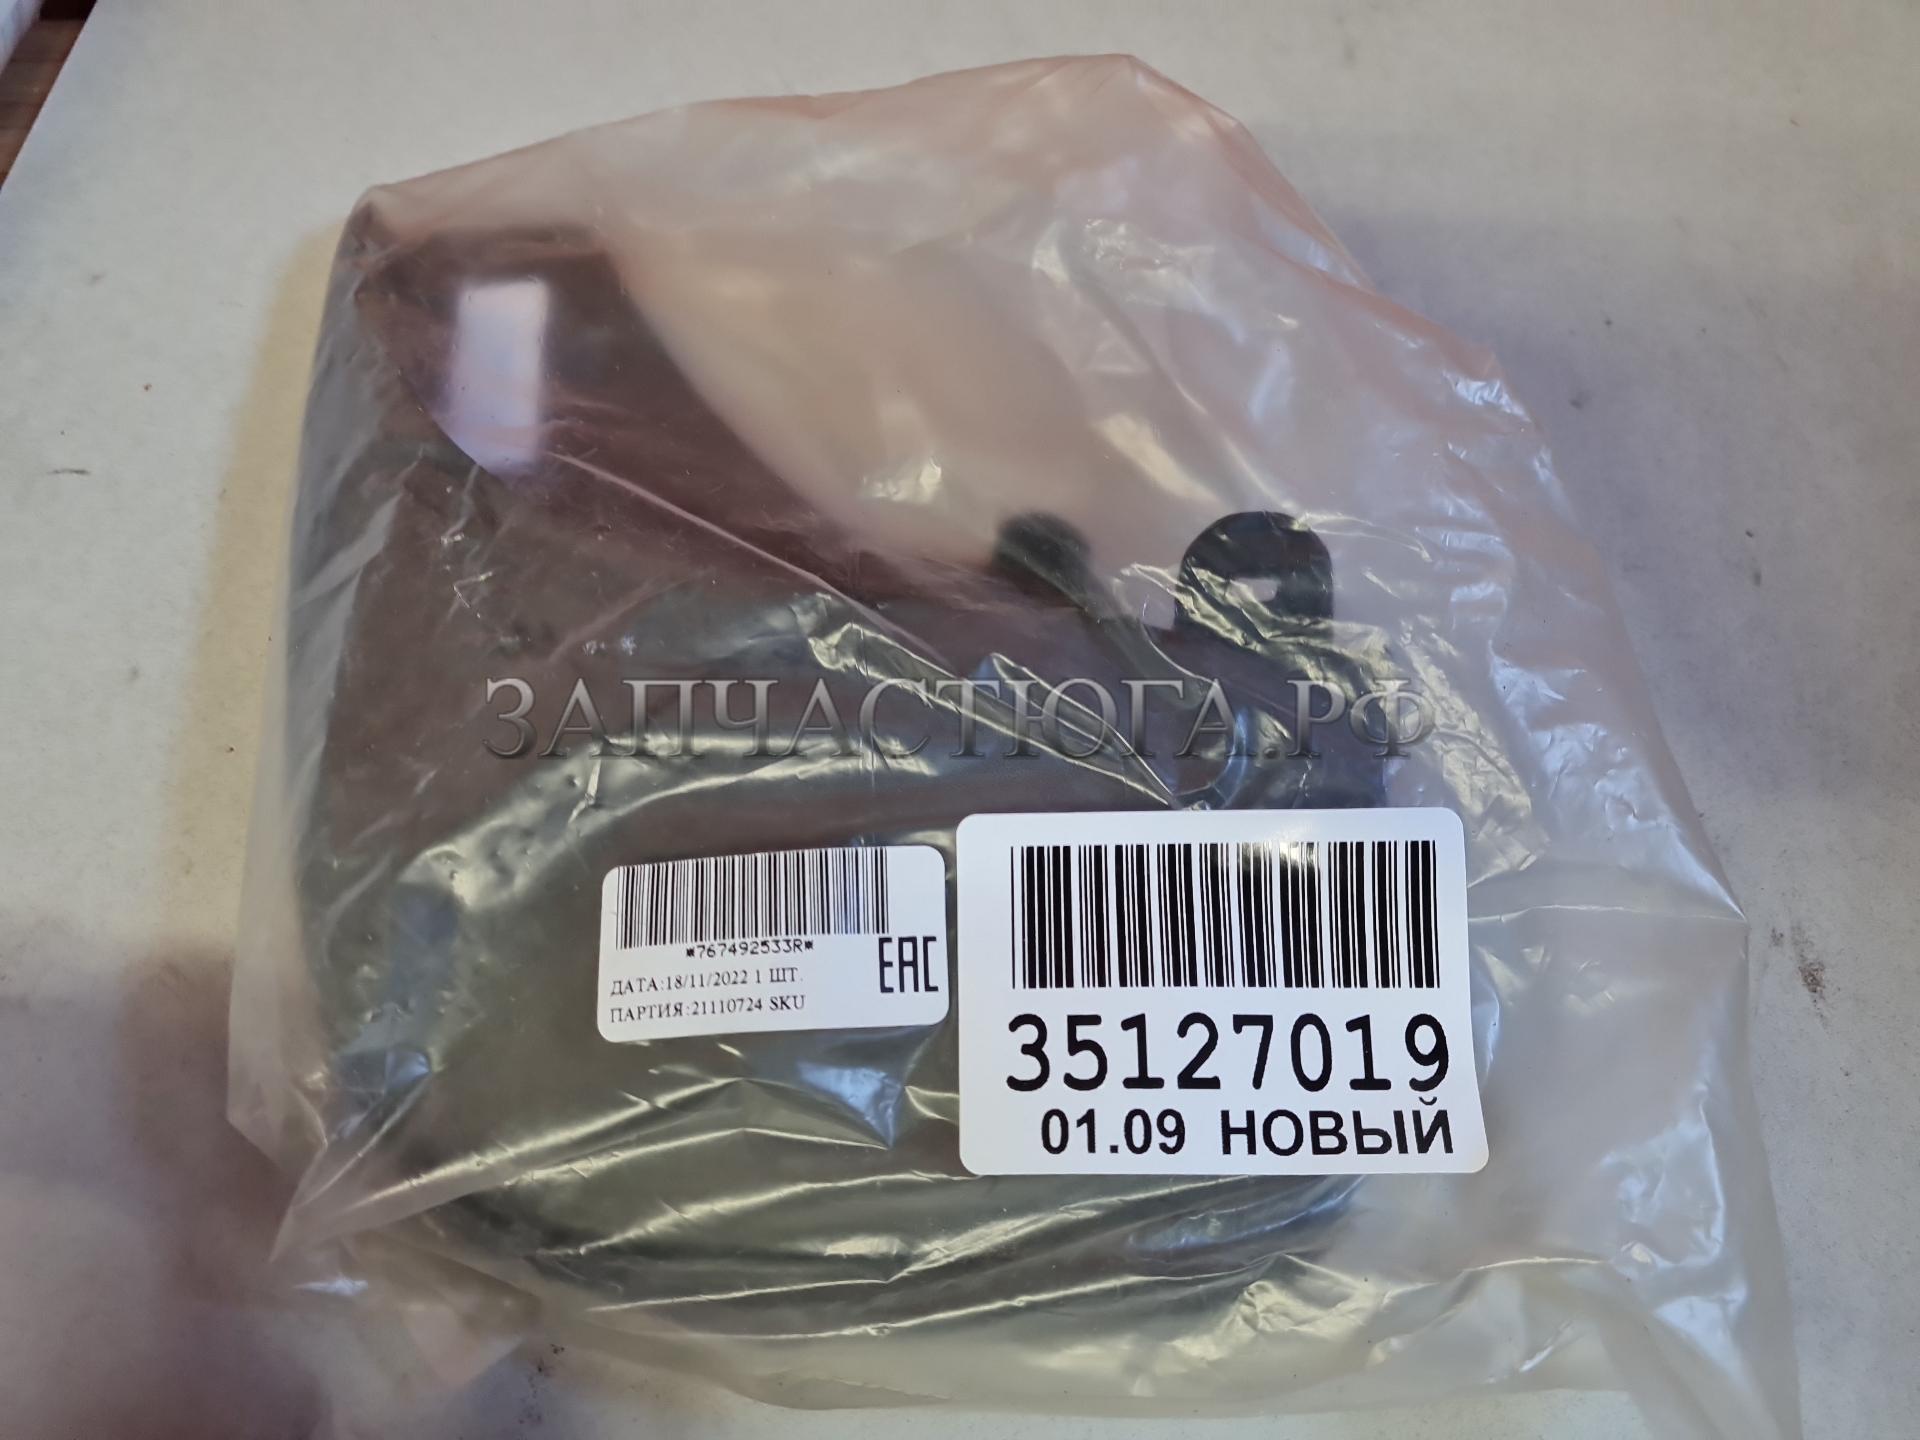 ЗАПЧАСТЮГА.РФ
*767492533R*
ДАТА:18/11/2022 1 ШТ.
ПАРТИЯ:21110724 SKU
EAC
35127019
01.09 НОВЫЙ